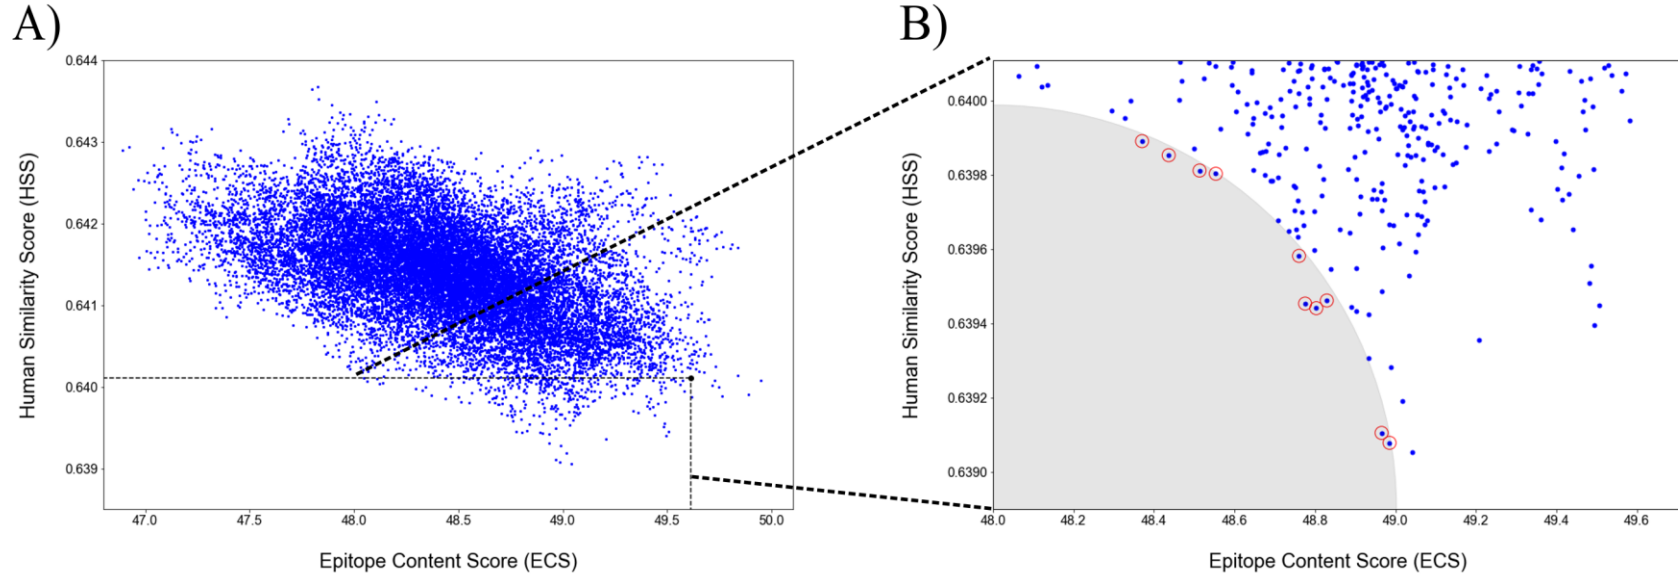 A)
B)
0.644
0.643
0.642
0.641
0.640
0.639
Human Similarity Score (HSS)
47.0 47.5 48.0 48.5 49.0 49.5 50.0
Epitope Content Score (ECS)
0.6400
0.6398
0.6396
0.6394
0.6392
0.6390
Human Similarity Score (HSS)
48.0 48.2 48.4 48.6 48.8 49.0 49.2 49.4 49.6
Epitope Content Score (ECS)